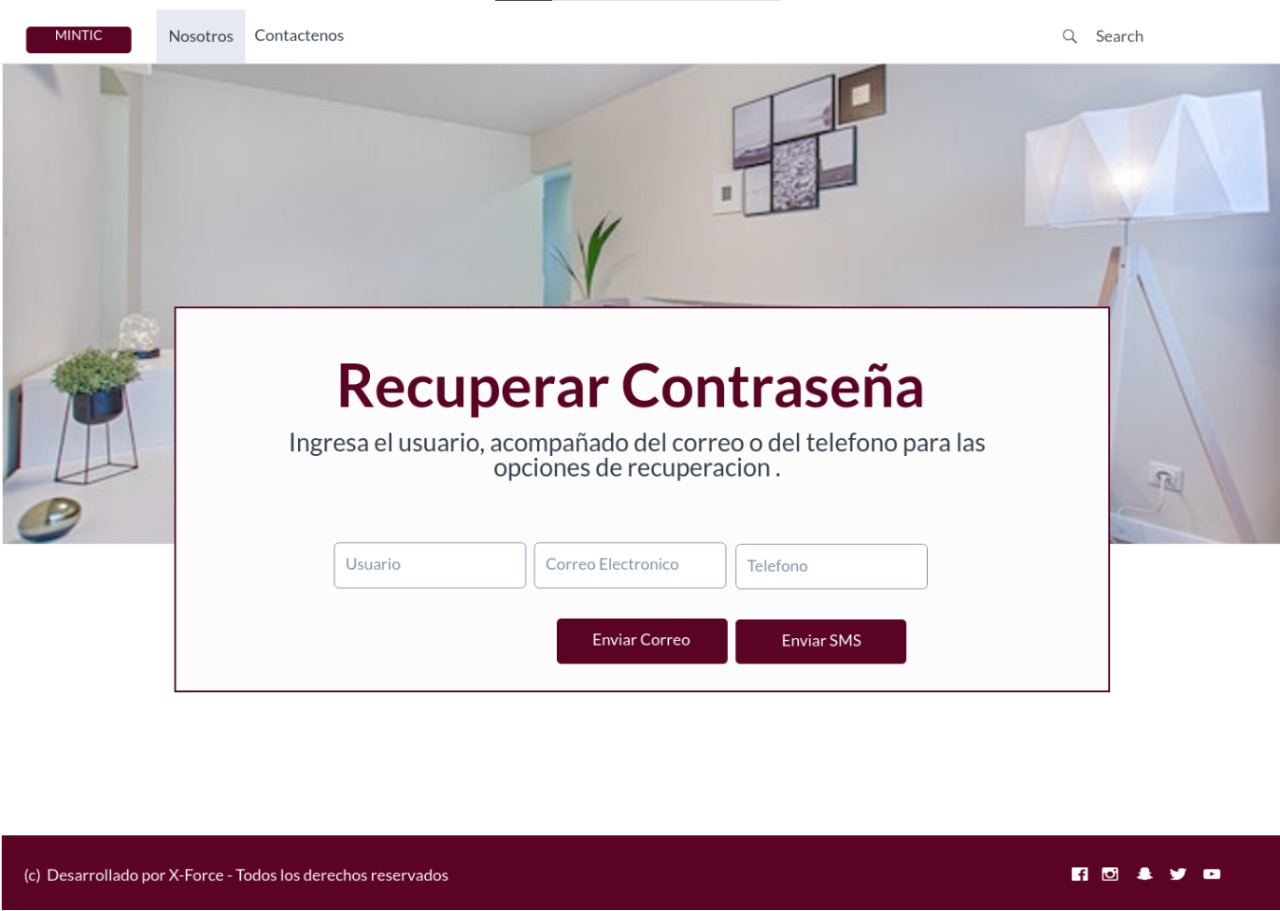 MINTIC
Nosotros
Contactenos
Search
Recuperar Contraseña
Ingresa el usuario, acompañado del correo o del telefono para las
opciones de recuperacion .
Usuario
Correo Electronico
Telefono
Enviar Correo
Enviar SMS
(c) Desarrollado por X-Force - Todos los derechos reservados